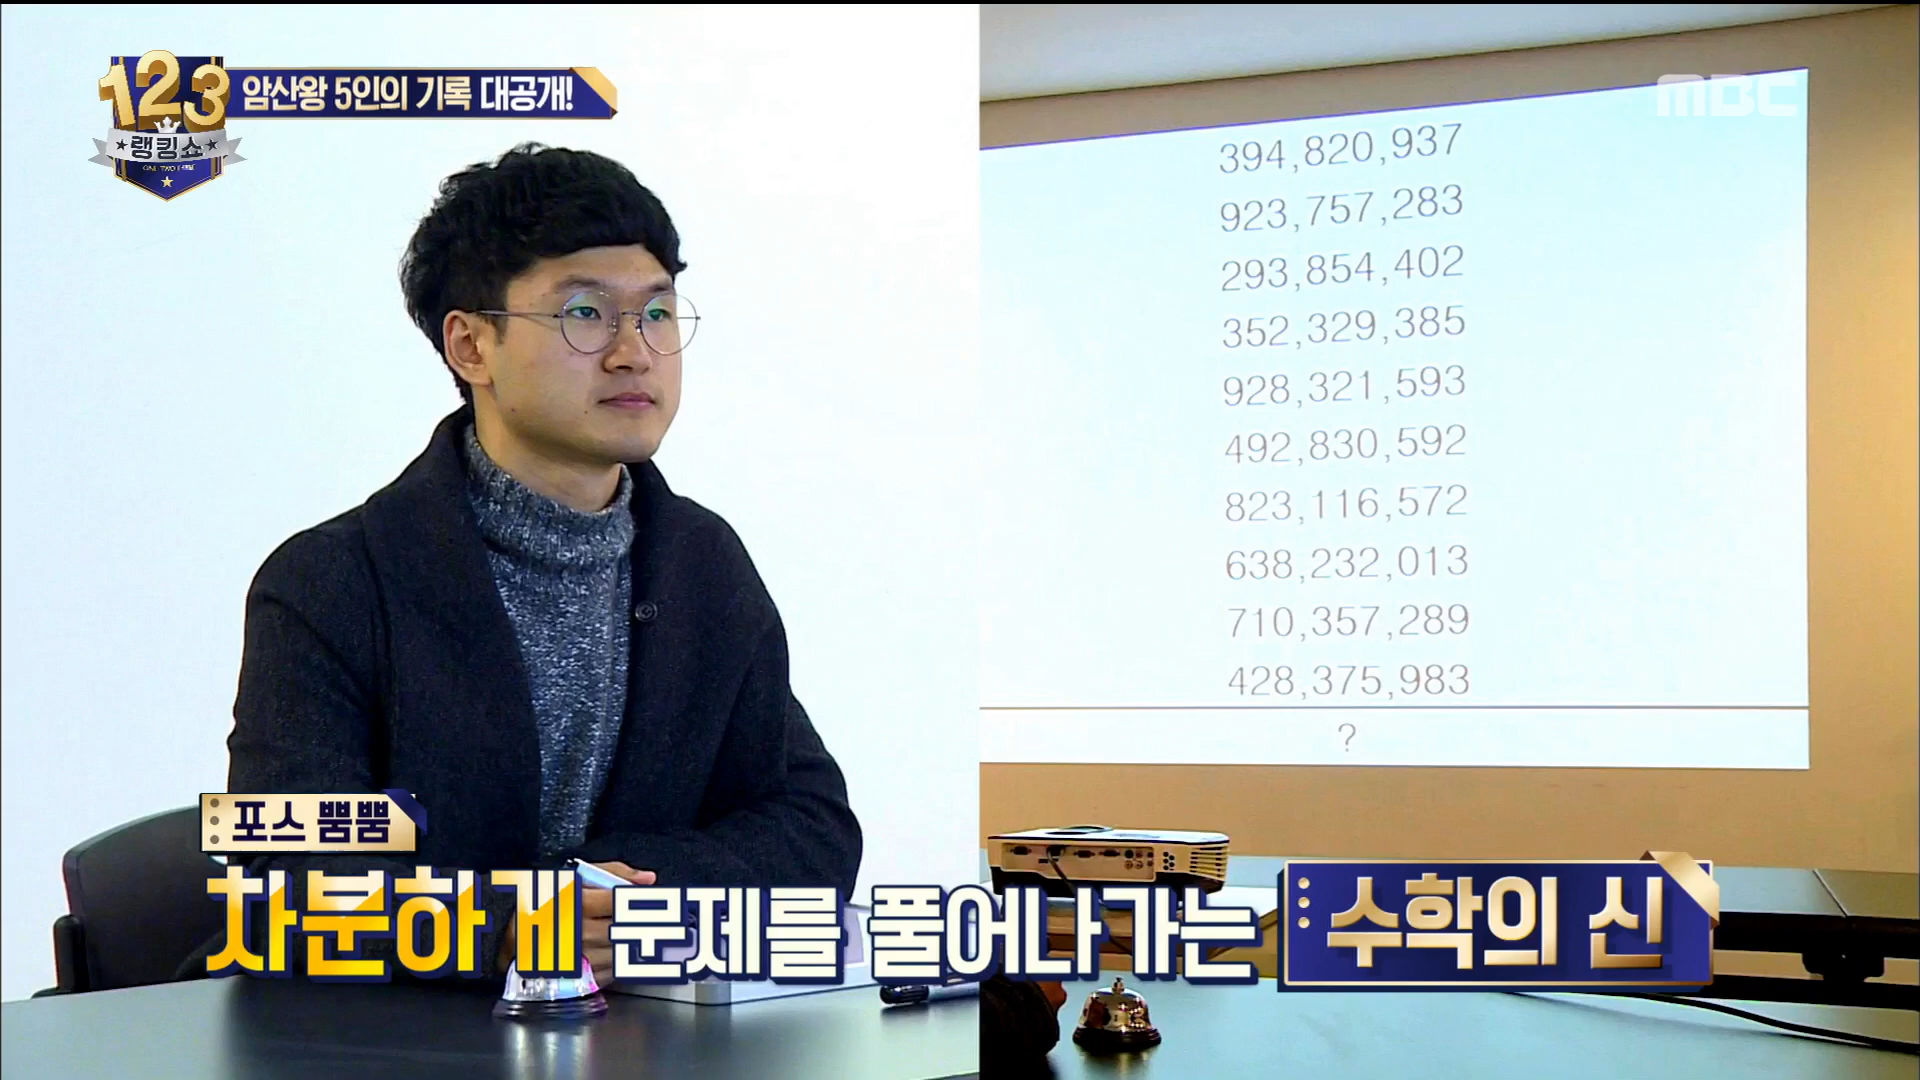 123
랭킹쇼
ONE TWO THREE
암산왕 5인의 기록 대공개!
MBC
394,820,937
923,757,283
293,854,402
352,329,385
928,321,593
492,830,592
823,116,572
638,232,013
710,357,289
428,375,983
?
포스 뿜뿜
차분하게 문제를 풀어나가는 수학의 신